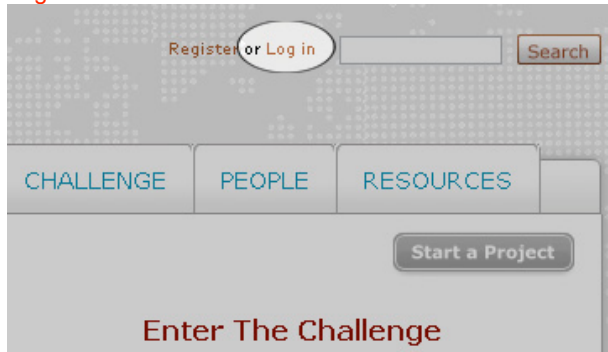 Register or Log in
Search
CHALLENGE PEOPLE RESOURCES
Start a Project
Enter The Challenge